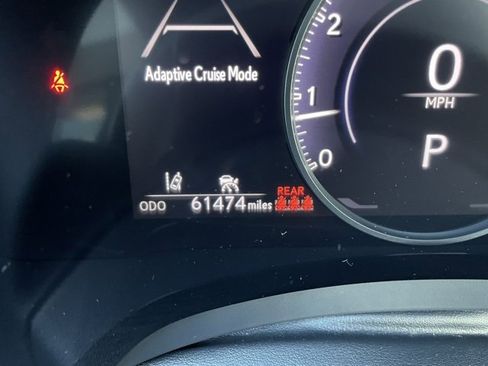 Adaptive Cruise Mode
2
1
0
0
MPH
P
REAR
ODO 61474 miles